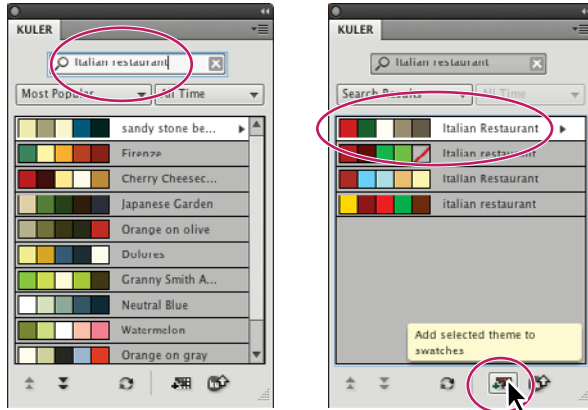 KULER
Italian restaurant
Most Popular
All Time
sandy stone be...
Firenze
Cherry Cheesec...
Japanese Garden
Orange on olive
Dolores
Granny Smith A...
Neutral Blue
Watermelon
Orange on gray
KULER
Italian restaurant
Search Results
All Time
Italian Restaurant
Italian restaurant
Italian Restaurant
italian restaurant
Add selected theme to
swatches